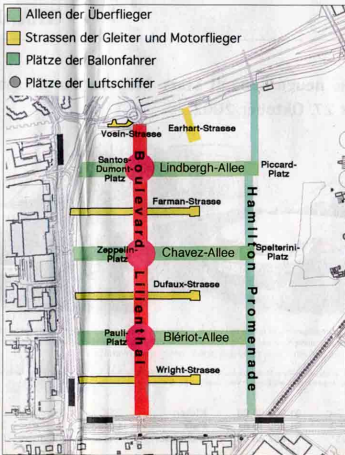 Alleen der Überflieger
Strassen der Gleiter und Motorflieger
Plätze der Ballonfahrer
Plätze der Luftschiffer
Vosin-Strasse
Earhart-Strasse
Santos-
Dumont-
Platz
Lindbergh-Allee
Piccard-
Platz
Boulevard Lilienthal
Hamilton Promenade
Farman-Strasse
Zeppelin-
Platz
Chavez-Allee
Spelterini-
Platz
Dufaux-Strasse
Pauli-
Platz
Blériot-Allee
Wright-Strasse